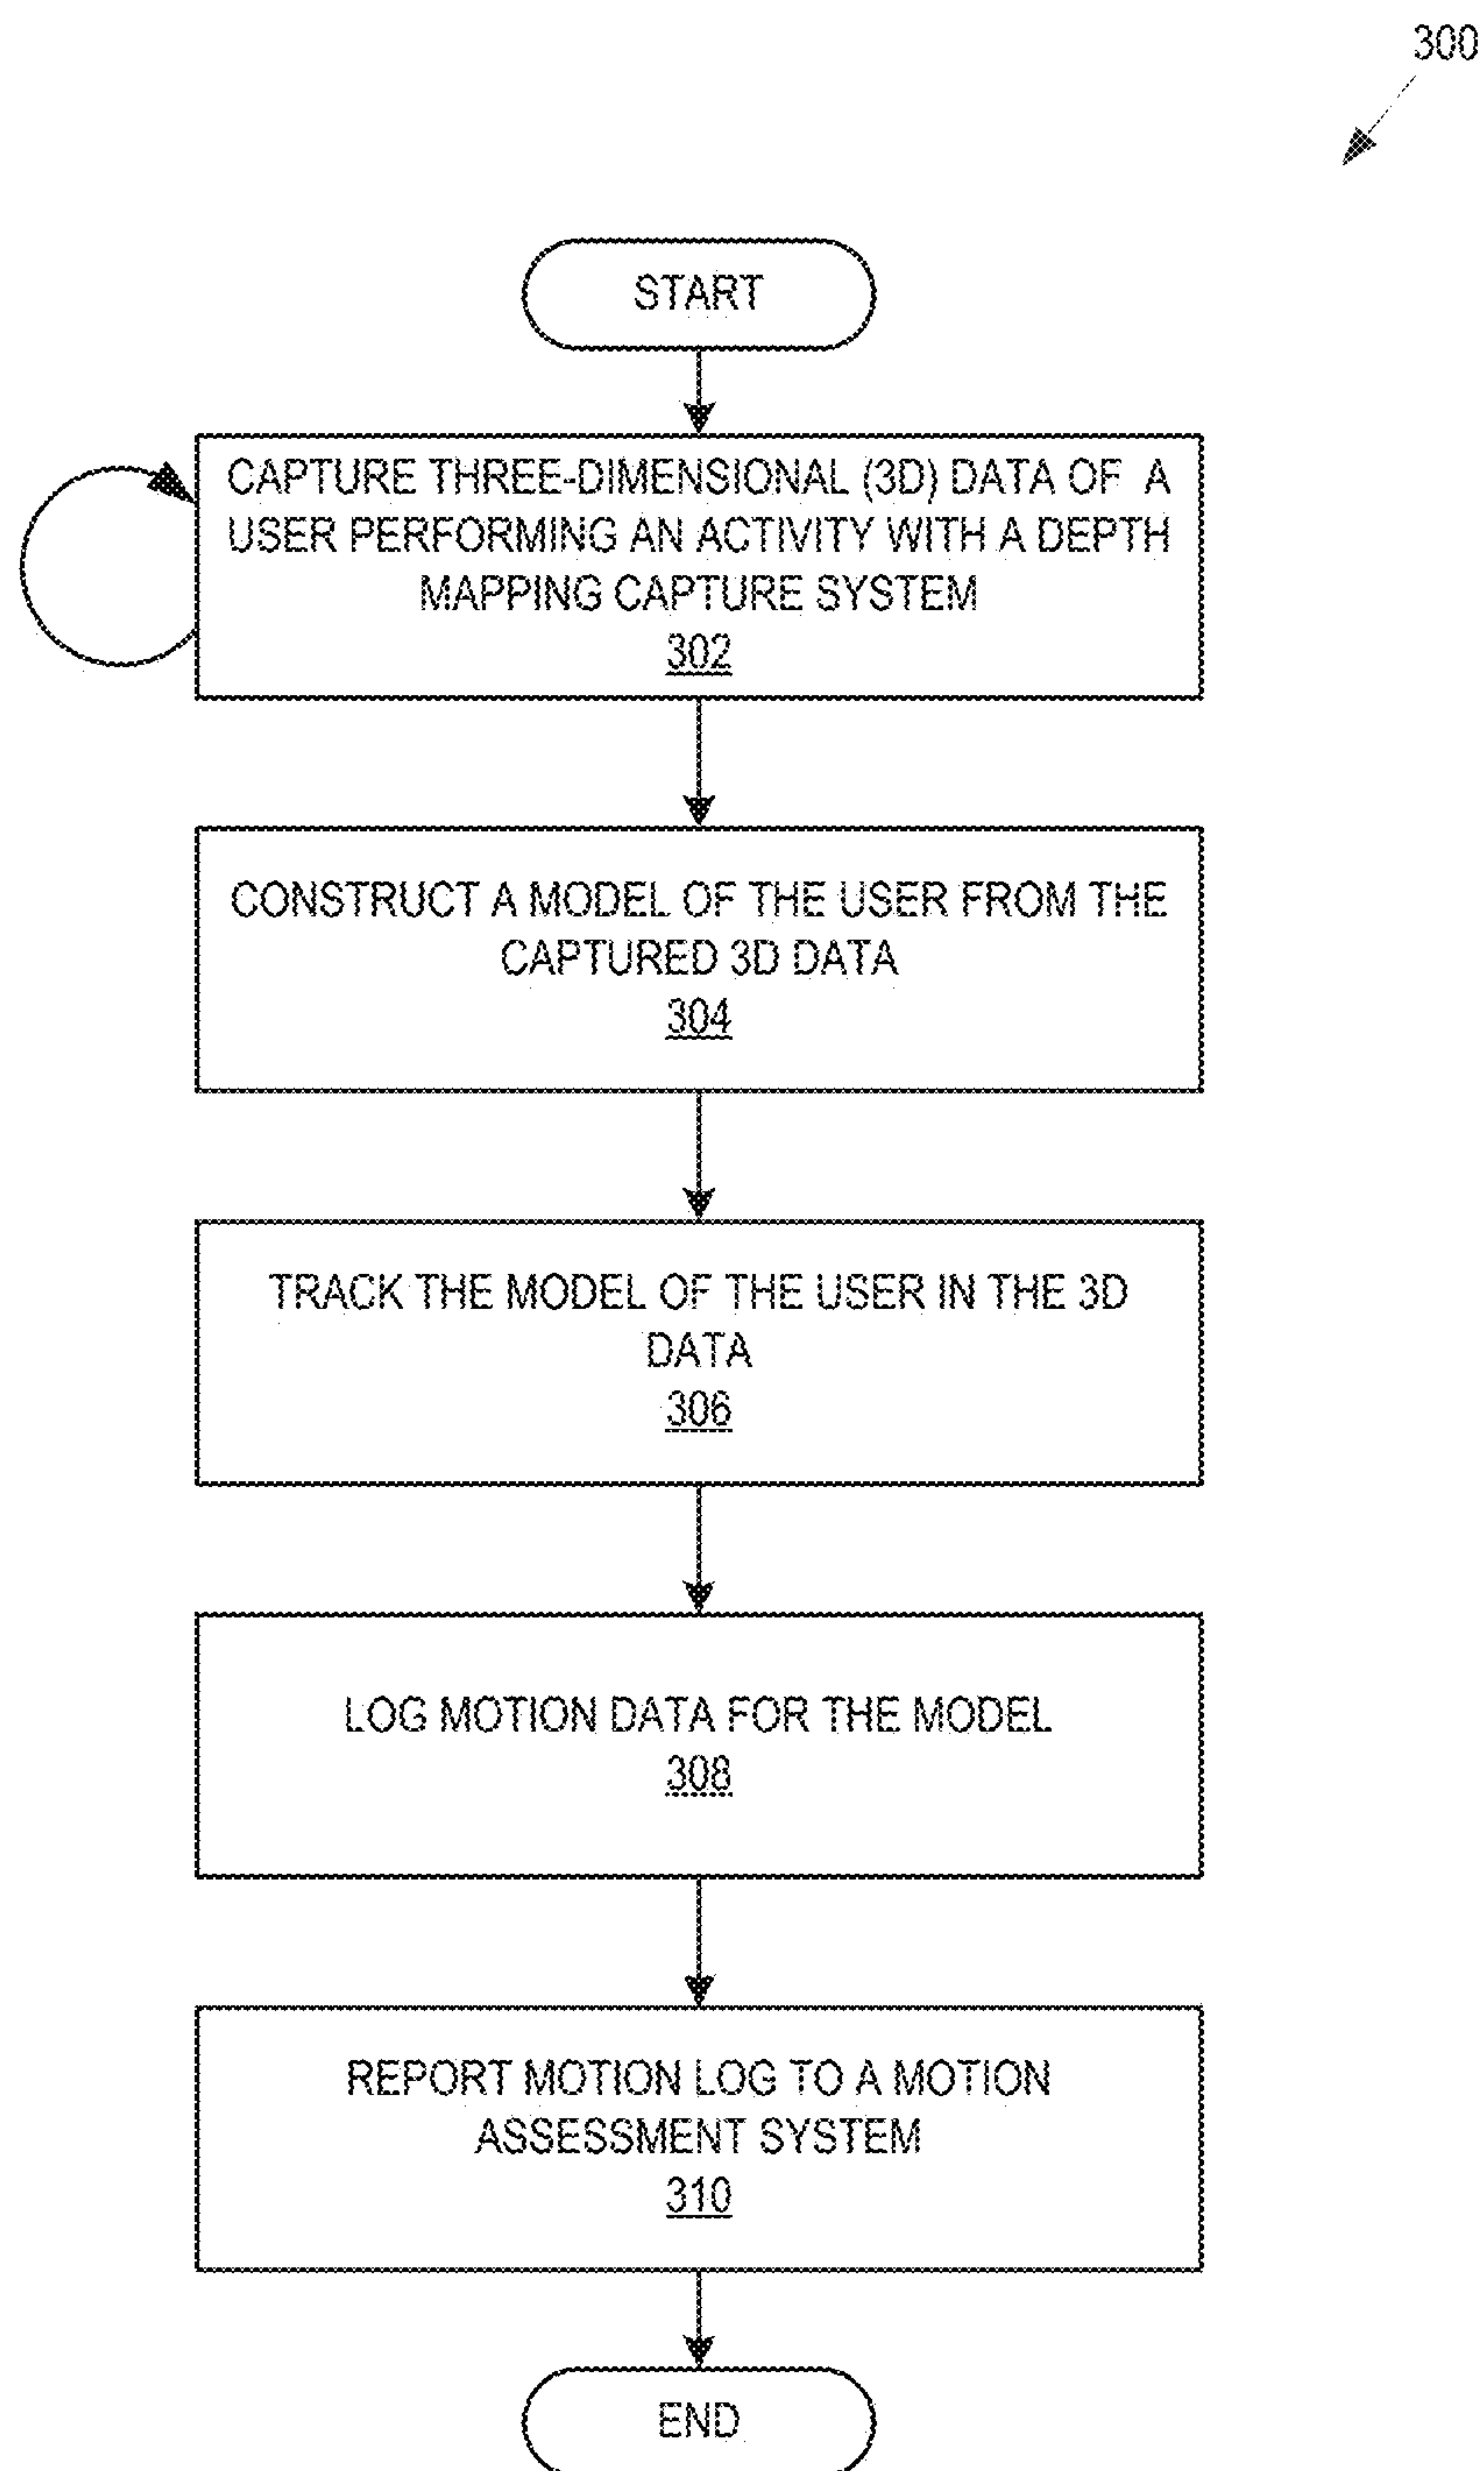 300
START
CAPTURE THREE-DIMENSIONAL (3D) DATA OF A
USER PERFORMING AN ACTIVITY WITH A DEPTH
MAPPING CAPTURE SYSTEM
302
CONSTRUCT A MODEL OF THE USER FROM THE
CAPTURED 3D DATA
304
TRACK THE MODEL OF THE USER IN THE 3D
DATA
306
LOG MOTION DATA FOR THE MODEL
308
REPORT MOTION LOG TO A MOTION
ASSESSMENT SYSTEM
310
END